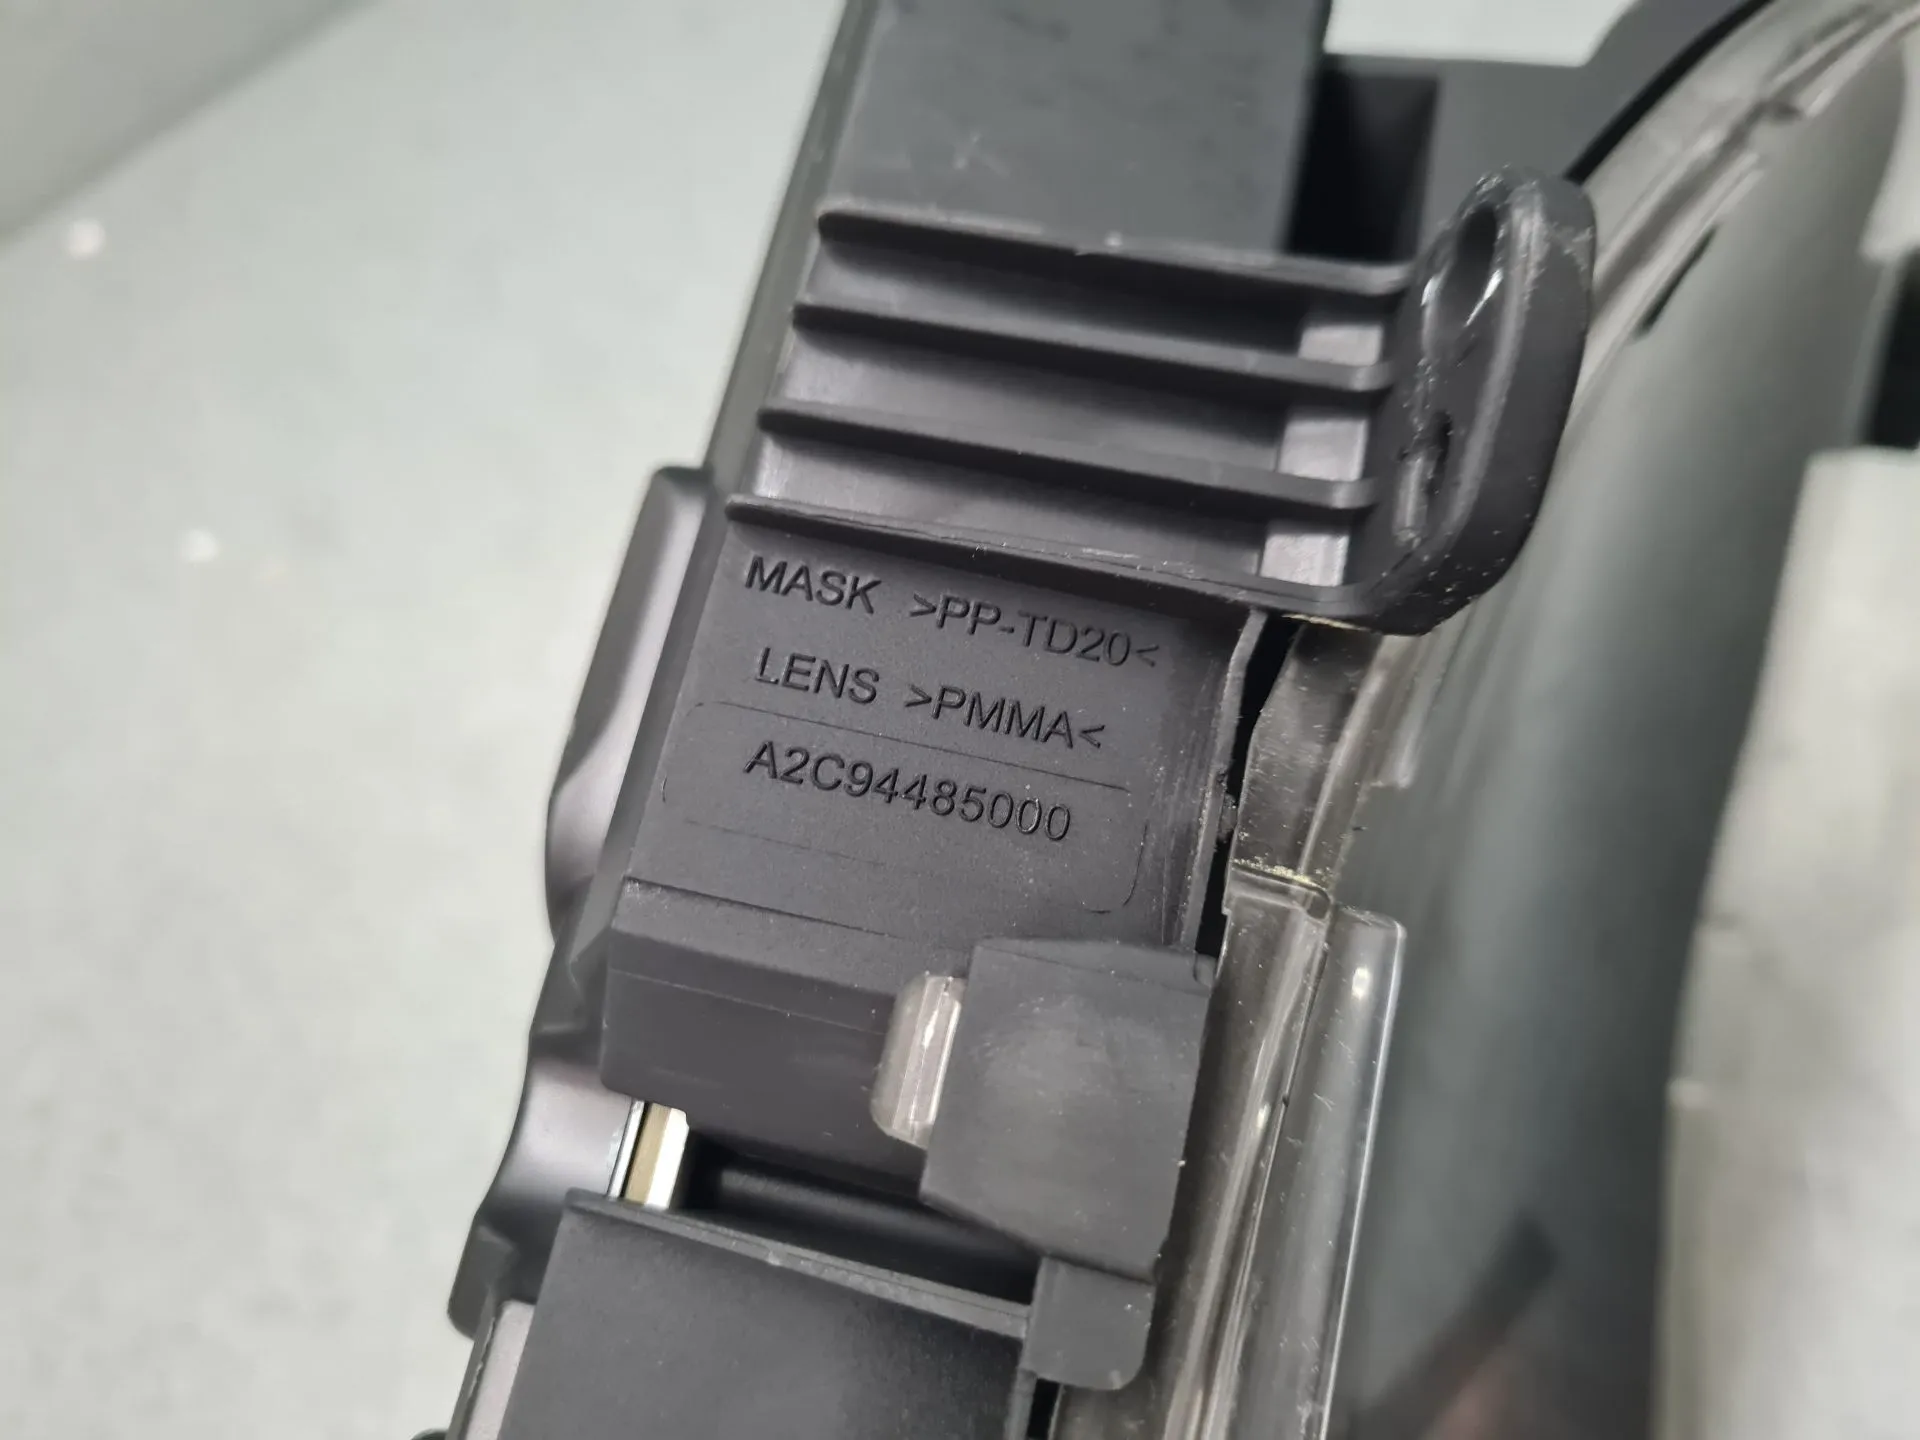 MASK >PP-TD20<
LENS >PMMA<
A2C94485000